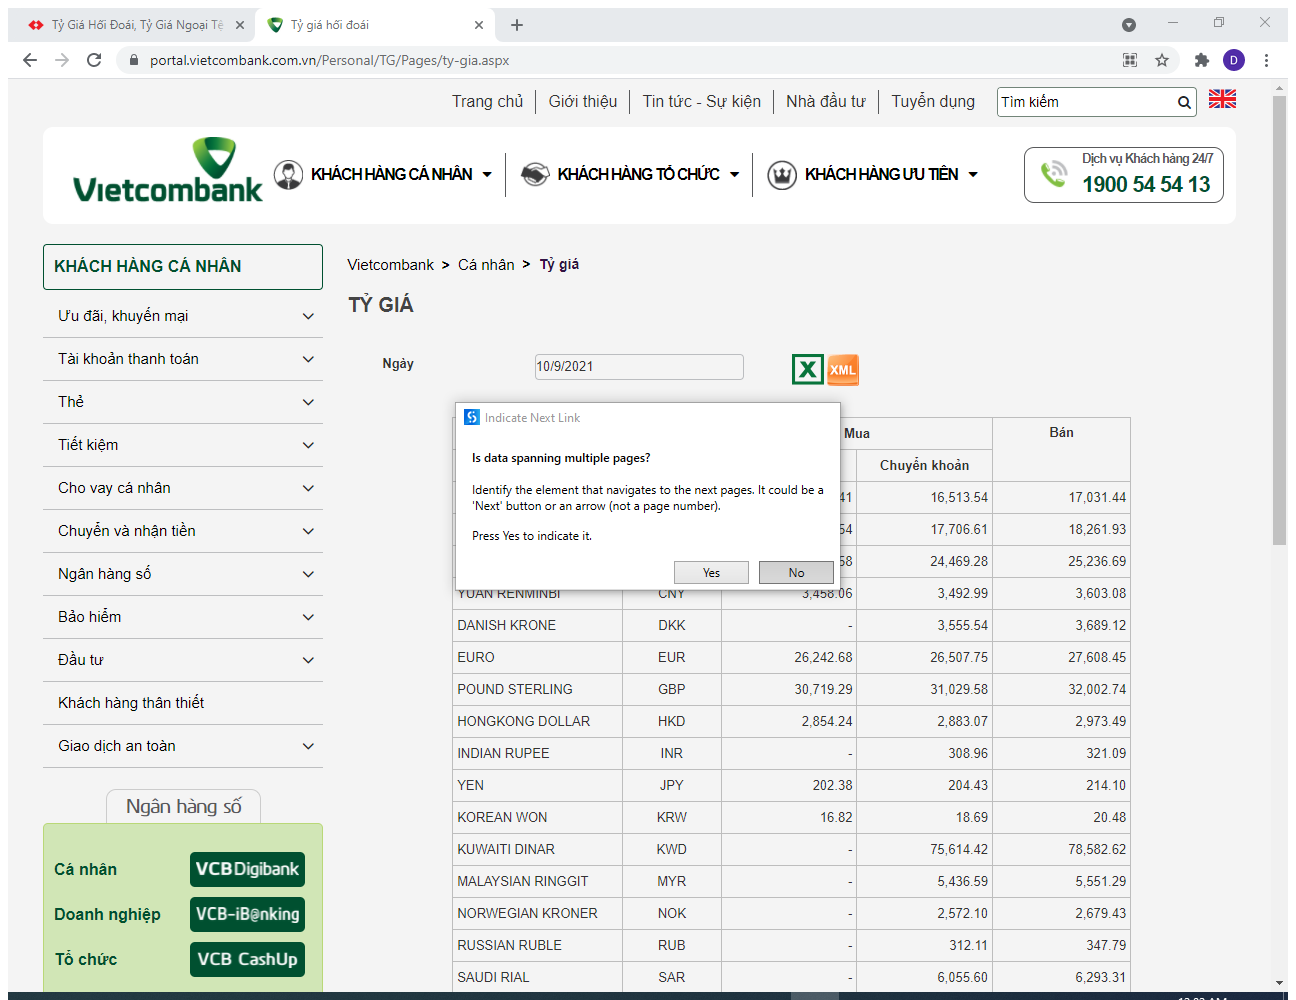 Tỷ Giá Hối Đoái, Tỷ Giá Ngoại Tệ
Tỷ giá hối đoái
portal.vietcombank.com.vn/Personal/TG/Pages/ty-gia.aspx
D
Trang chủ Giới thiệu Tin tức - Sự kiện Nhà đầu tư Tuyển dụng Tìm kiếm
Vietcombank
KHÁCH HÀNG CÁ NHÂN KHÁCH HÀNG TỔ CHỨC KHÁCH HÀNG ƯU TIÊN
Dịch vụ Khách hàng 24/7
1900 54 54 13
KHÁCH HÀNG CÁ NHÂN
Ưu đãi, khuyến mại
Tài khoản thanh toán
Thẻ
Tiết kiệm
Cho vay cá nhân
Chuyển và nhận tiền
Ngân hàng số
Bảo hiểm
Đầu tư
Khách hàng thân thiết
Giao dịch an toàn
Ngân hàng số
Cá nhân VCBDigibank
Doanh nghiệp VCB-iB@nking
Tổ chức VCB CashUp
Vietcombank > Cá nhân > Tỷ giá
TỶ GIÁ
Ngày 10/9/2021 X XML
Indicate Next Link
Is data spanning multiple pages?
Identify the element that navigates to the next pages. It could be a
'Next' button or an arrow (not a page number).
Press Yes to indicate it.
Yes No
Mua Bán
Chuyển khoản
41 16,513.54 17,031.44
54 17,706.61 18,261.93
58 24,469.28 25,236.69
YUAN RENMINBI CNY 3,458.06 3,492.99 3,603.08
DANISH KRONE DKK - 3,555.54 3,689.12
EURO EUR 26,242.68 26,507.75 27,608.45
POUND STERLING GBP 30,719.29 31,029.58 32,002.74
HONGKONG DOLLAR HKD 2,854.24 2,883.07 2,973.49
INDIAN RUPEE INR - 308.96 321.09
YEN JPY 202.38 204.43 214.10
KOREAN WON KRW 16.82 18.69 20.48
KUWAITI DINAR KWD - 75,614.42 78,582.62
MALAYSIAN RINGGIT MYR - 5,436.59 5,551.29
NORWEGIAN KRONER NOK - 2,572.10 2,679.43
RUSSIAN RUBLE RUB - 312.11 347.79
SAUDI RIAL SAR - 6,055.60 6,293.31